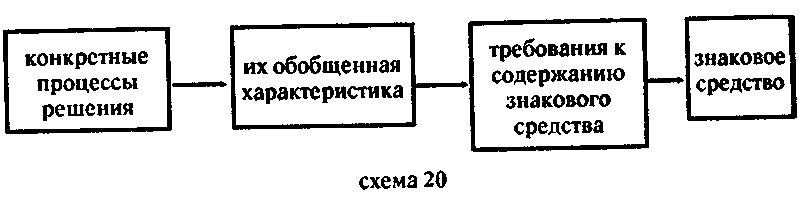 конкрстные
процессы
решения
их обобщенная
характеристика
требования к
содержанию
знакового
средства
знаковое
средство
схема 20